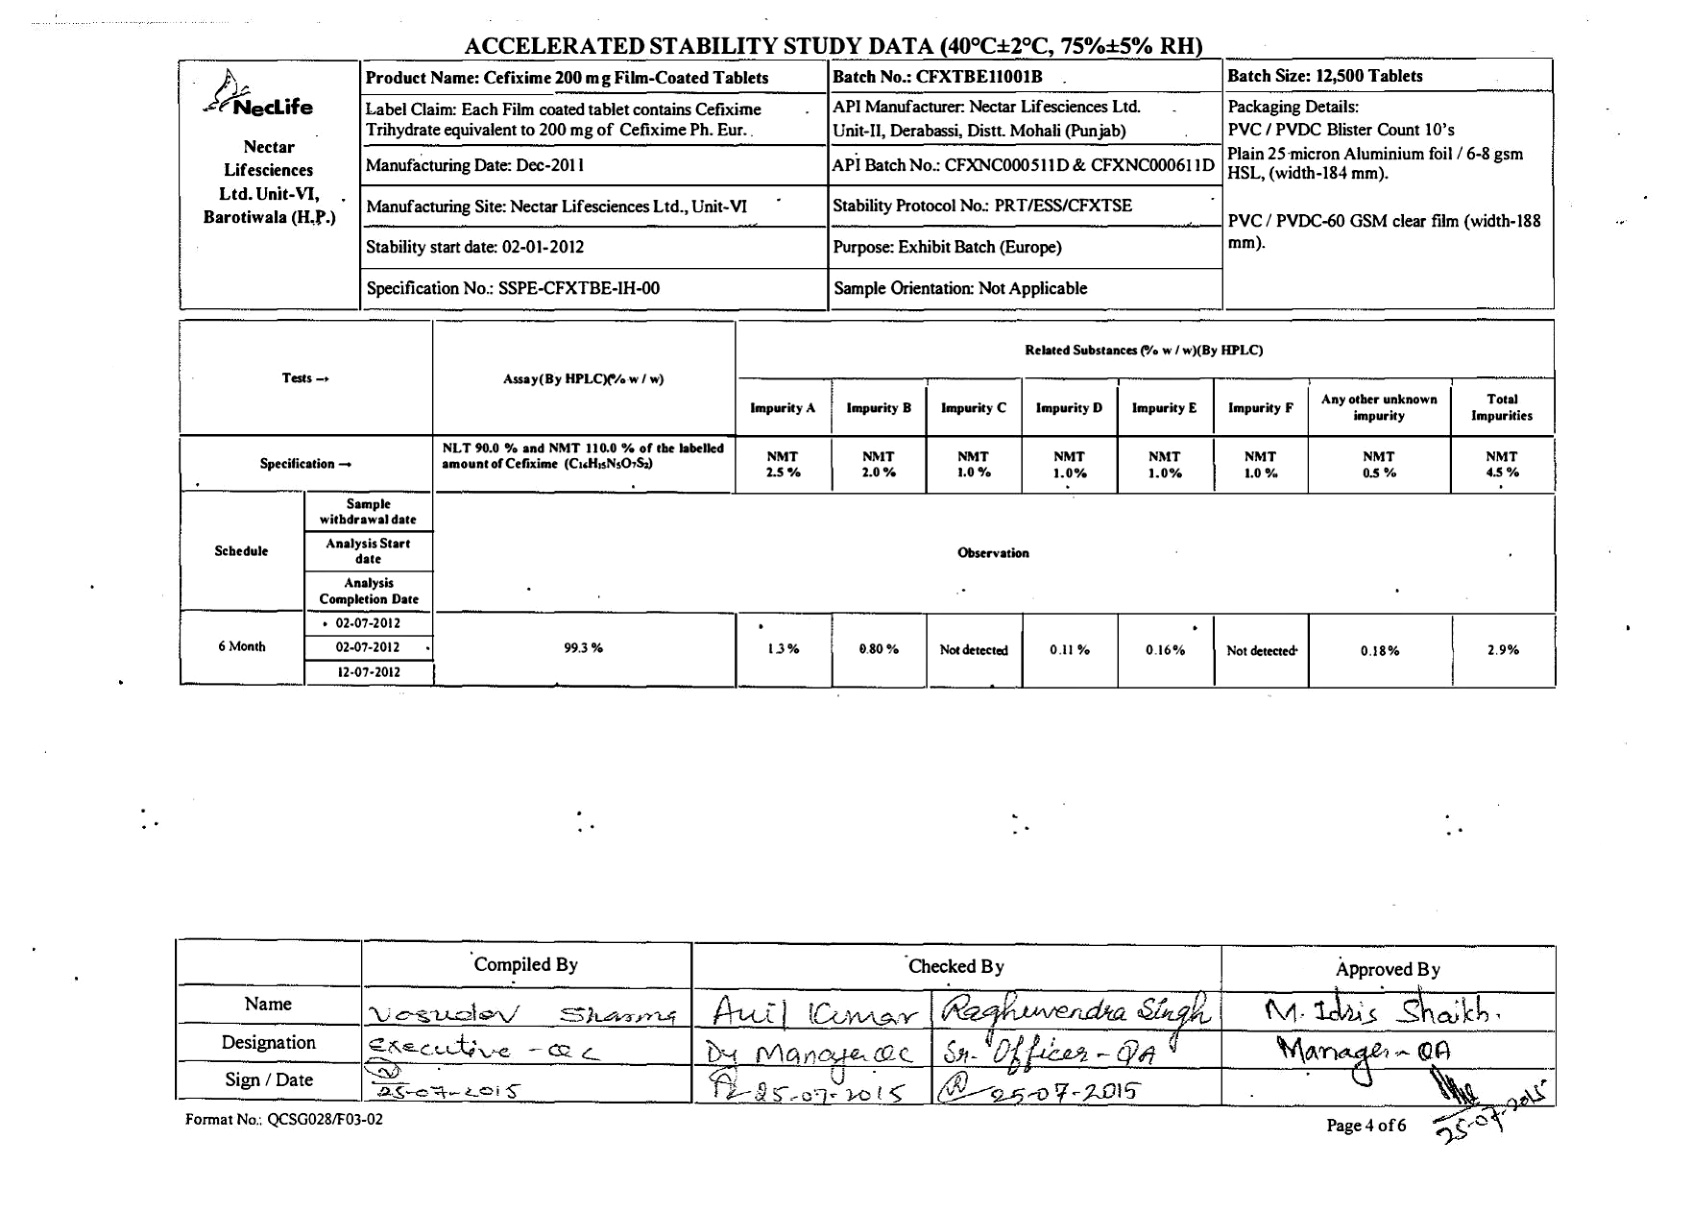 ACCELERATED STABILITY STUDY DATA (40°C±2°C, 75%±5% RH)
NecLife
Nectar
Lifesciences
Ltd. Unit-VI,
Barotiwala (H.P.)
Product Name: Cefixime 200 mg Film-Coated Tablets
Batch No.: CFXTBE11001B
Batch Size: 12,500 Tablets
Label Claim: Each Film coated tablet contains Cefixime
Trihydrate equivalent to 200 mg of Cefixime Ph. Eur.
API Manufacturer: Nectar Lifesciences Ltd.
Unit-II, Derabassi, Distt. Mohali (Punjab)
Packaging Details:
PVC / PVDC Blister Count 10's
Plain 25 micron Aluminium foil / 6-8 gsm
HSL, (width-184 mm).
PVC / PVDC-60 GSM clear film (width-188
mm).
Manufacturing Date: Dec-2011
API Batch No.: CFXNC000511D & CFXNC000611D
Manufacturing Site: Nectar Lifesciences Ltd., Unit-VI
Stability Protocol No.: PRT/ESS/CFXTSE
Stability start date: 02-01-2012
Purpose: Exhibit Batch (Europe)
Specification No.: SSPE-CFXTBE-IH-00
Sample Orientation: Not Applicable
Tests →
Assay(By HPLC)(% w / w)
Related Substances (% w / w)(By HPLC)
Impurity A
Impurity B
Impurity C
Impurity D
Impurity E
Impurity F
Any other unknown
impurity
Total
Impurities
Specification →
NLT 90.0 % and NMT 110.0 % of the labelled
amount of Cefixime (C₁₆H₁₅N₅O₇S₂)
NMT
2.5 %
NMT
2.0 %
NMT
1.0 %
NMT
1.0%
NMT
1.0%
NMT
1.0 %
NMT
0.5 %
NMT
4.5 %
Schedule
Sample
withdrawal date
Analysis Start
date
Analysis
Completion Date
Observation
6 Month
02-07-2012
02-07-2012
12-07-2012
99.3 %
1.3 %
0.80 %
Not detected
0.11 %
0.16%
Not detected
0.18%
2.9%
Compiled By
Checked By
Approved By
Name
Vasudev Sharma
Anil Kumar
Raghuvendra Singh
M. Idris Shaikh.
Designation
Executive - QC
Dy Manager QC
Sr. Officer - QA
Manager - QA
Sign / Date
25-07-2015
25-07-2015
25-07-2015
25-07-2015
Format No.: QCSG028/F03-02
Page 4 of 6